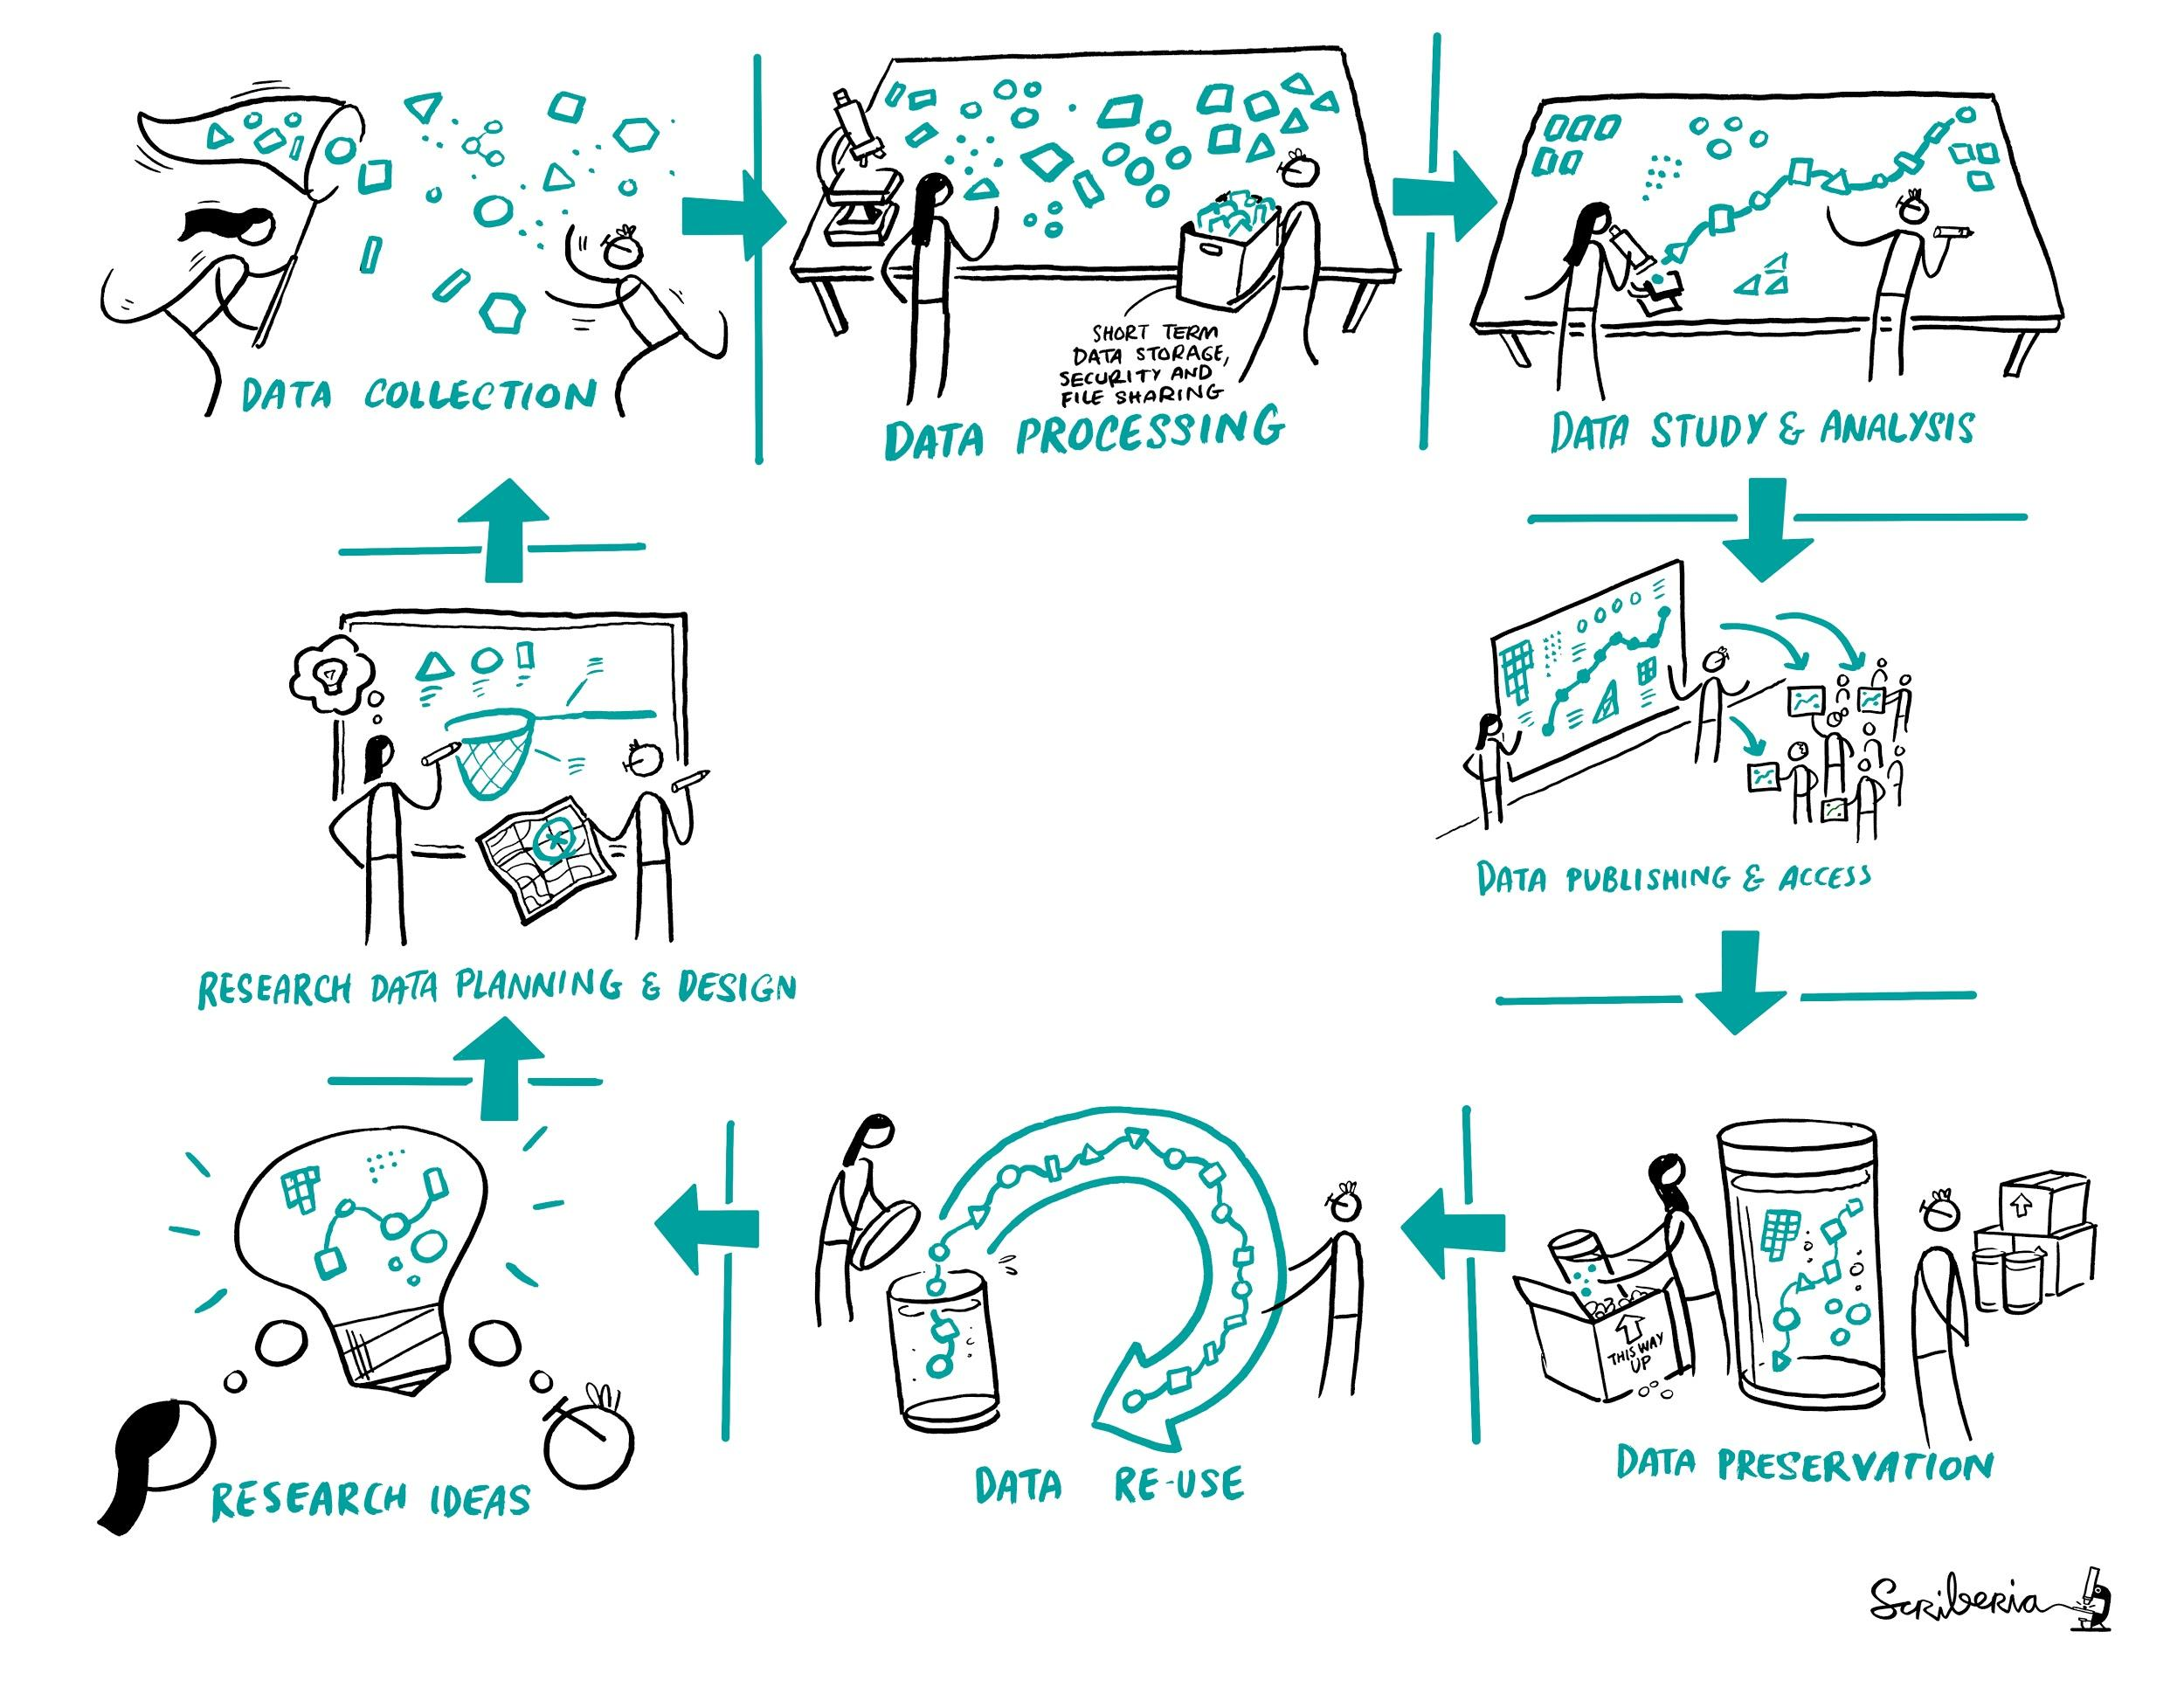 DATA COLLECTION
SHORT TERM
DATA STORAGE,
SECURITY AND
FILE SHARING
DATA PROCESSING
DATA STUDY & ANALYSIS
RESEARCH DATA PLANNING & DESIGN
DATA PUBLISHING & ACCESS
RESEARCH IDEAS
DATA RE-USE
THIS WAY
UP
DATA PRESERVATION
Scriberia